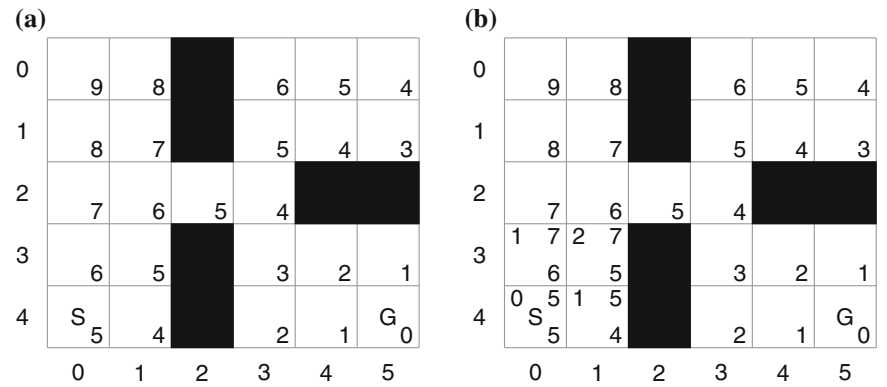 (a) (b)
0 9 8 6 5 4 0 9 8 6 5 4
1 8 7 5 4 3 1 8 7 5 4 3
2 7 6 5 4 2 7 6 5 4
1 7 2 7
3 6 5 3 2 1 3 6 5 3 2 1
0 5 1 5
4 S 5 4 2 1 G 0 4 S 5 4 2 1 G 0
0 1 2 3 4 5 0 1 2 3 4 5